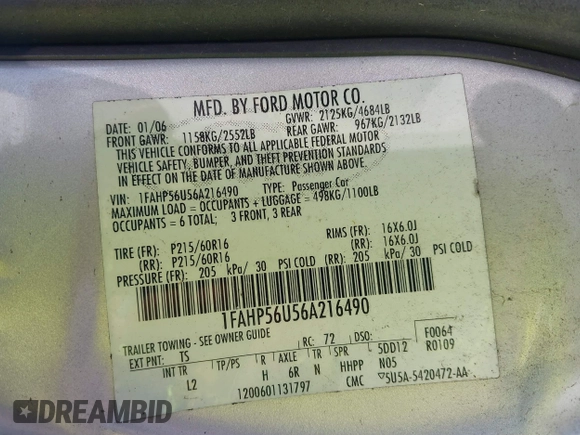 MFD. BY FORD MOTOR CO.
DATE: 01/06 GVWR: 2125KG/4684LB
FRONT GAWR: 1158KG/2552LB REAR GAWR: 967KG/2132LB
THIS VEHICLE CONFORMS TO ALL APPLICABLE FEDERAL MOTOR
VEHICLE SAFETY, BUMPER, AND THEFT PREVENTION STANDARDS
IN EFFECT ON THE DATE OF MANUFACTURE SHOWN ABOVE.
VIN: 1FAHP56U56A216490 TYPE: Passenger Car
MAXIMUM LOAD = OCCUPANTS + LUGGAGE = 498KG/1100LB
OCCUPANTS = 6 TOTAL; 3 FRONT, 3 REAR
TIRE (FR): P215/60R16 RIMS (FR): 16X6.0J
(RR): P215/60R16 (RR): 16X6.0J
PRESSURE (FR): 205 kPa/ 30 PSI COLD (RR): 205 kPa/ 30 PSI COLD
1FAHP56U56A216490
TRAILER TOWING - SEE OWNER GUIDE
EXT PNT: TS RC: 72 DSO: F0064
INT TR TP/PS R AXLE TR SPR 5DD12 R0109
L2 H 6R N HHPP N05
1200601131797 CMC ▽5U5A-5420472-AA
DREAMBID